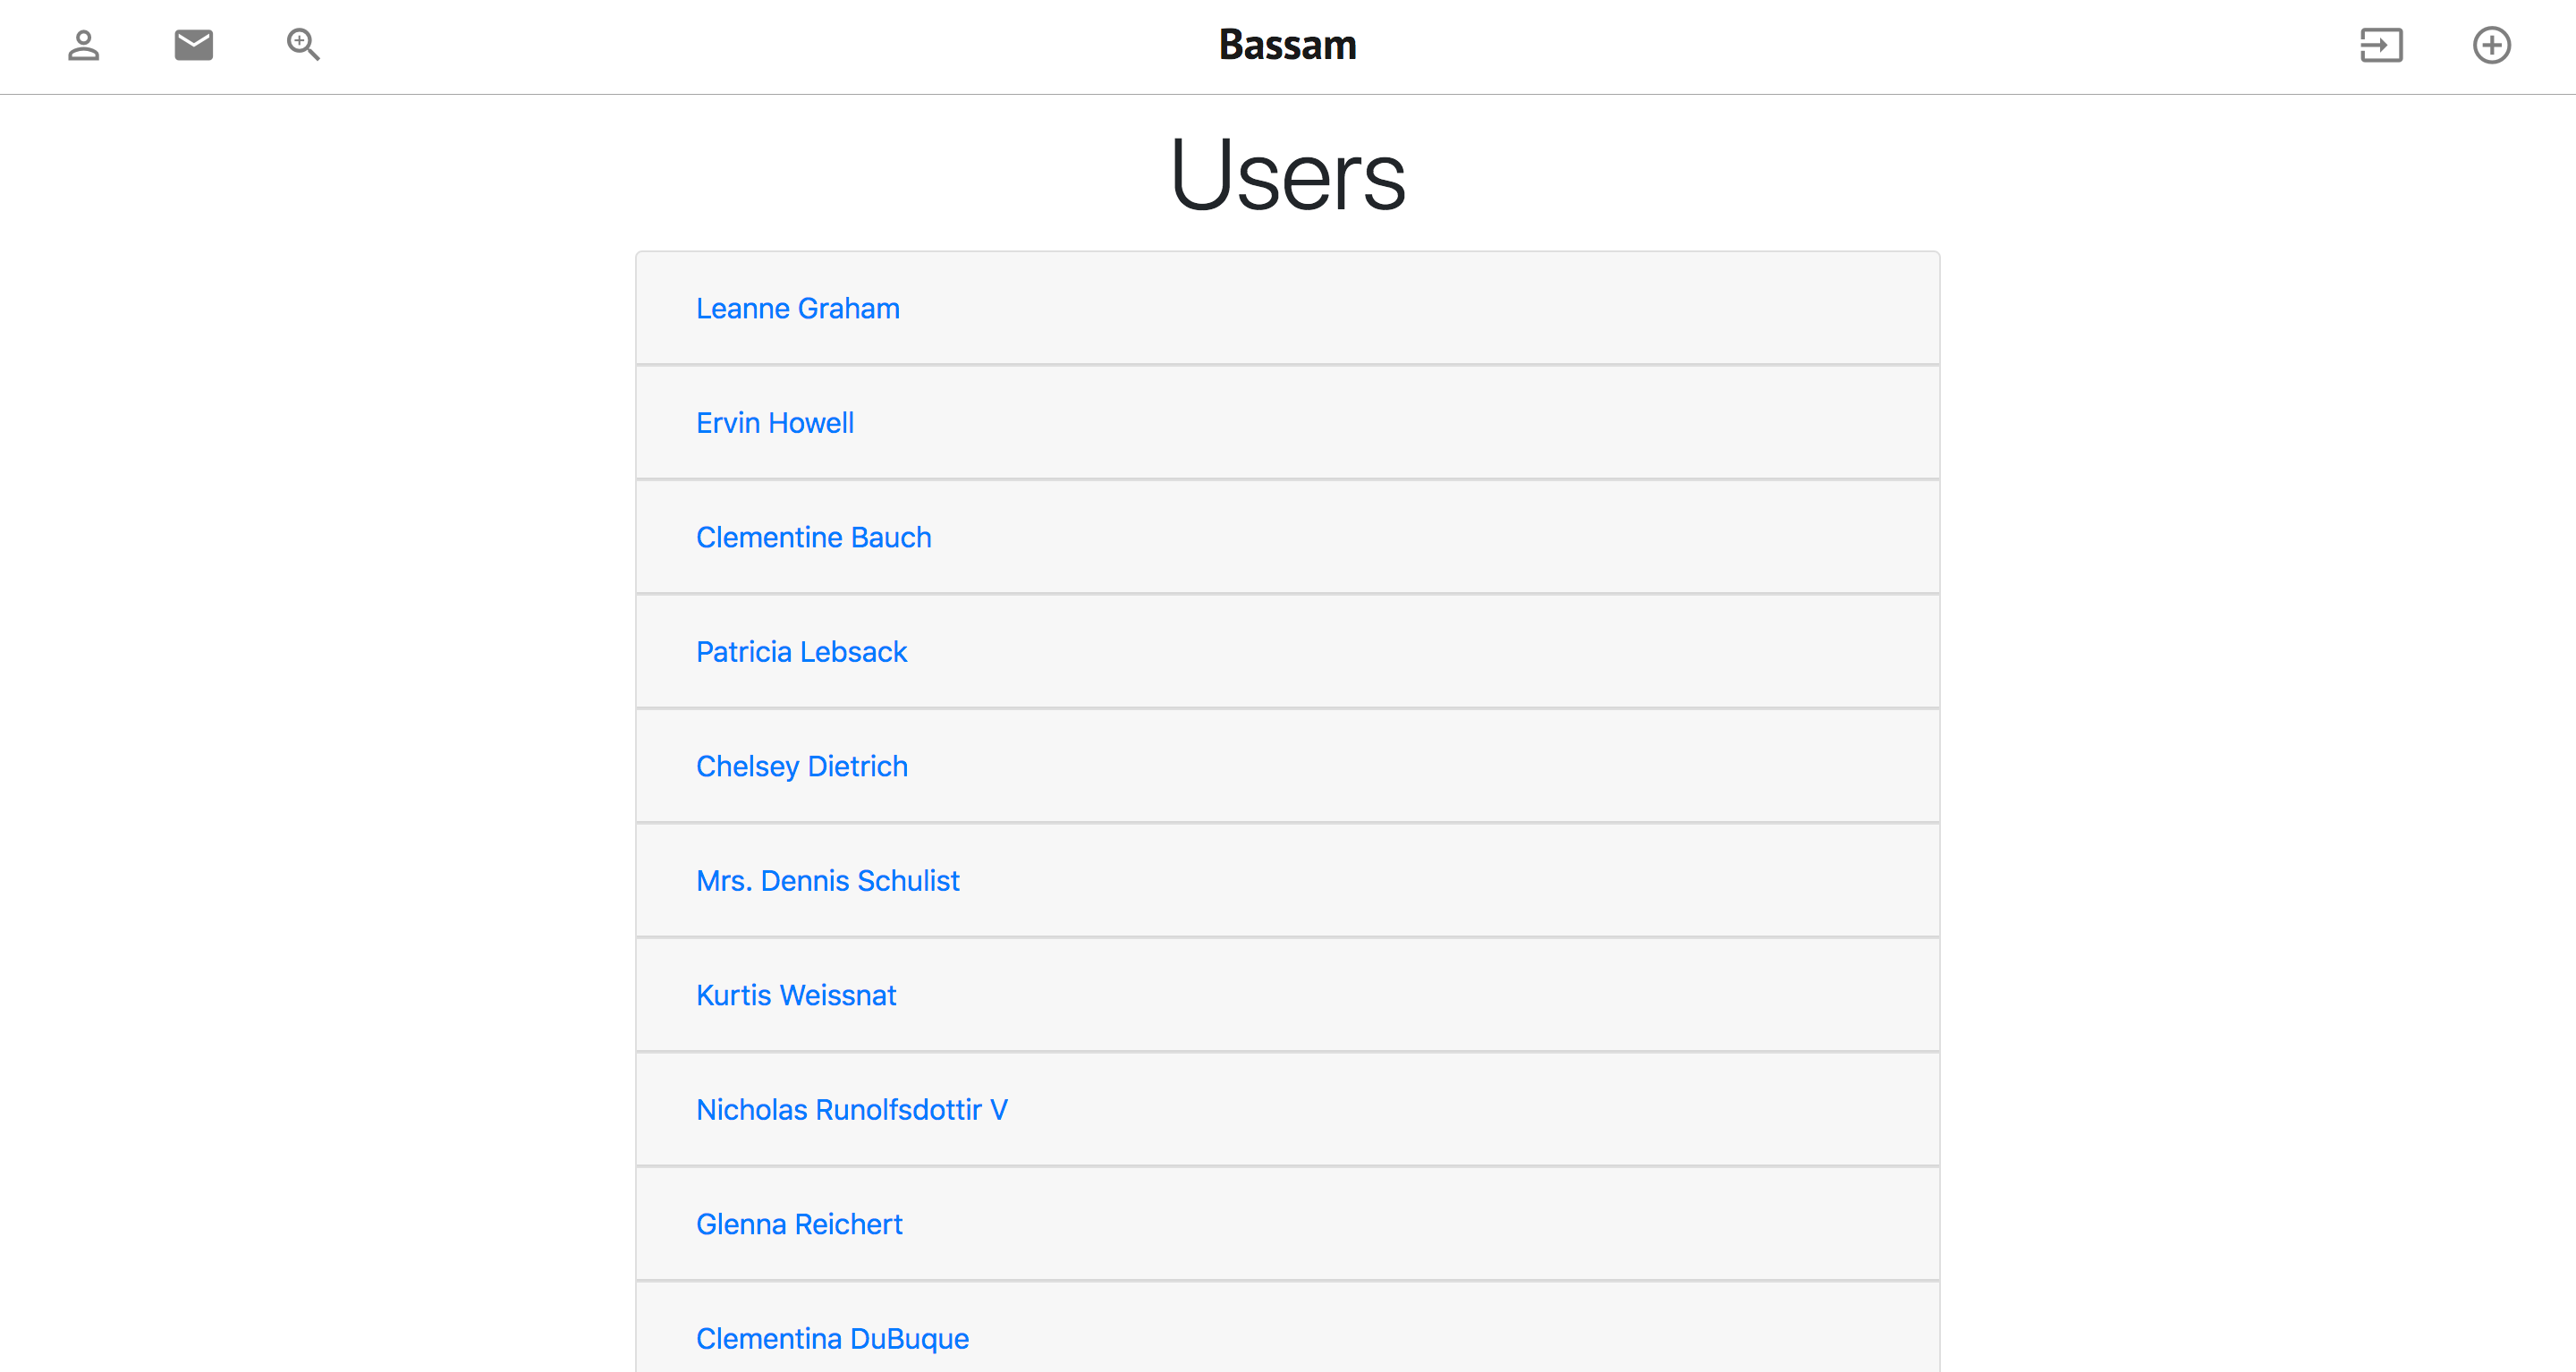 Bassam
Users
Leanne Graham
Ervin Howell
Clementine Bauch
Patricia Lebsack
Chelsey Dietrich
Mrs. Dennis Schulist
Kurtis Weissnat
Nicholas Runolfsdottir V
Glenna Reichert
Clementina DuBuque